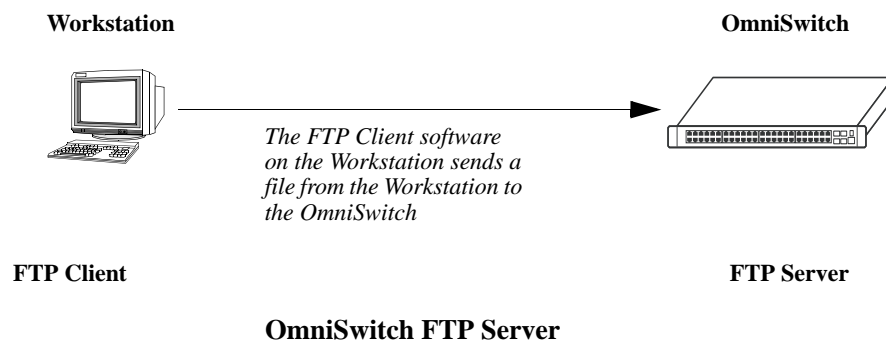 Workstation
OmniSwitch
The FTP Client software
on the Workstation sends a
file from the Workstation to
the OmniSwitch
FTP Client
FTP Server
OmniSwitch FTP Server